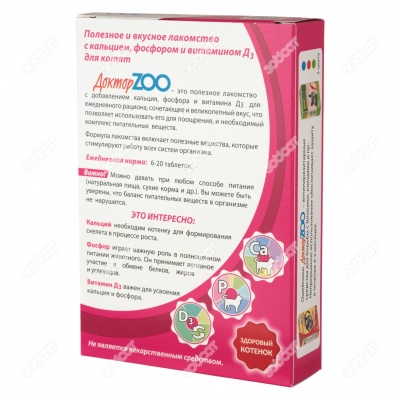 Полезное и вкусное лакомство
с кальцием, фосфором и витамином Д3
для котят
Доктор ZOO – это полезное лакомство
с добавлением кальция, фосфора и витамина Д3 для
ежедневного рациона, сочетающее и великолепный вкус, что
позволяет использовать его для поощрения, и необходимый
комплекс питательных веществ.
Формула лакомства включает полезные вещества, которые
стимулируют работу всех систем организма.
Ежедневная норма: 6-20 таблеток.
Важно! Можно давать при любом способе питания
(натуральная пища, сухие корма и др.). Вы можете быть
уверены, что баланс питательных веществ в организме
не нарушится.
ЭТО ИНТЕРЕСНО:
Кальций необходим котенку для формирования
скелета в процессе роста.
Фосфор играет важную роль в полноценном
питании животного. Он принимает активное
участие в обмене белков, жиров
и углеводов.
Витамин Д3 важен для усвоения
кальция и фосфора.
Ca
P
D3
ЗДОРОВЫЙ
КОТЕНОК
Не является лекарственным средством.
Доктор ZOO